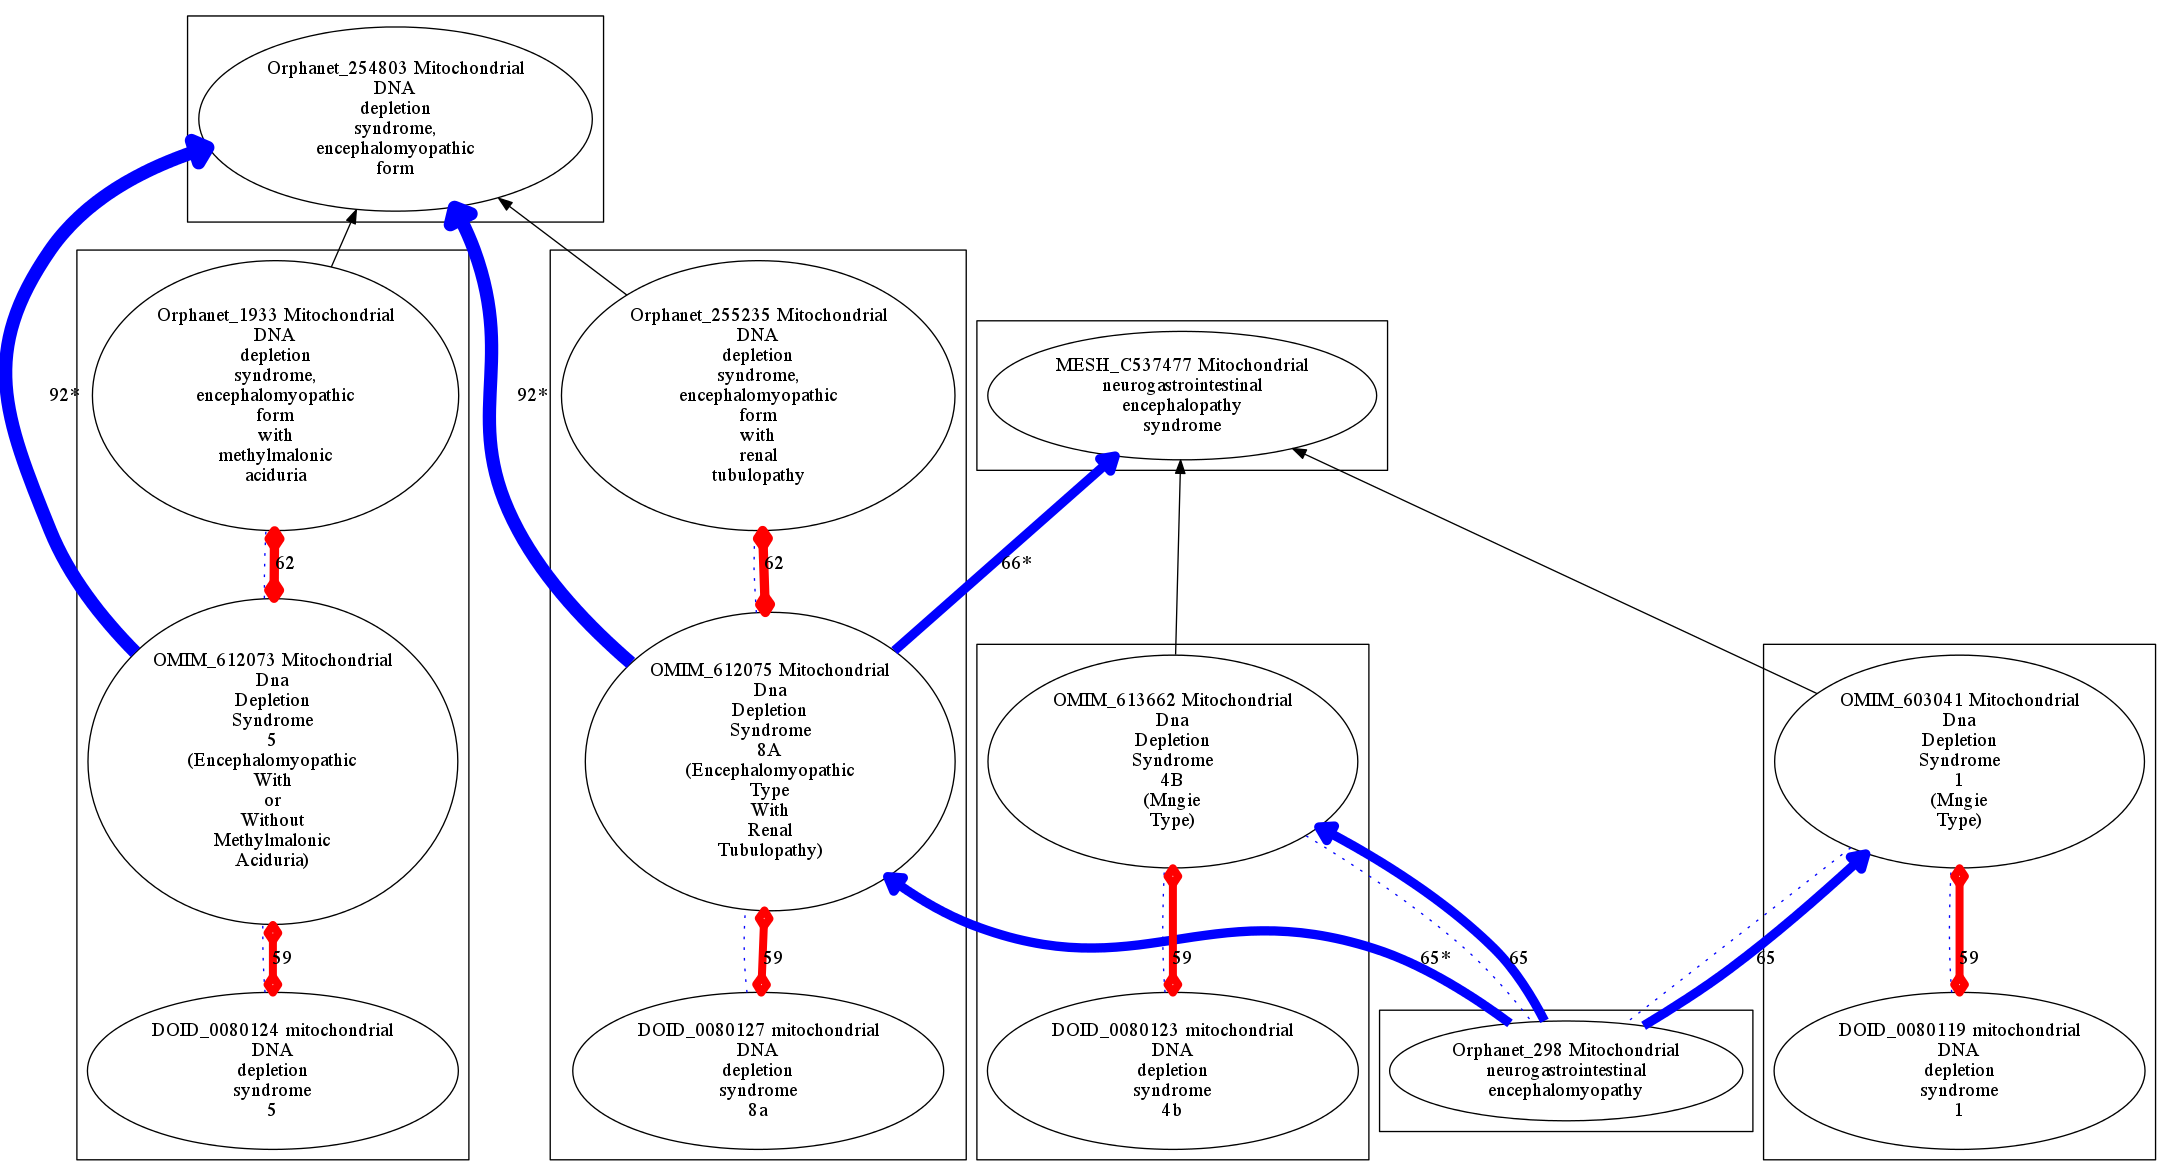 Orphanet_254803 Mitochondrial
DNA
depletion
syndrome,
encephalomyopathic
form
Orphanet_1933 Mitochondrial
DNA
depletion
syndrome,
encephalomyopathic
form
with
methylmalonic
aciduria
Orphanet_255235 Mitochondrial
DNA
depletion
syndrome,
encephalomyopathic
form
with
renal
tubulopathy
MESH_C537477 Mitochondrial
neurogastrointestinal
encephalopathy
syndrome
92*
92*
62
62
66*
OMIM_612073 Mitochondrial
Dna
Depletion
Syndrome
5
(Encephalomyopathic
With
or
Without
Methylmalonic
Aciduria)
OMIM_612075 Mitochondrial
Dna
Depletion
Syndrome
8A
(Encephalomyopathic
Type
With
Renal
Tubulopathy)
OMIM_613662 Mitochondrial
Dna
Depletion
Syndrome
4B
(Mngie
Type)
OMIM_603041 Mitochondrial
Dna
Depletion
Syndrome
1
(Mngie
Type)
59
59
59
65*
65
65
59
DOID_0080124 mitochondrial
DNA
depletion
syndrome
5
DOID_0080127 mitochondrial
DNA
depletion
syndrome
8a
DOID_0080123 mitochondrial
DNA
depletion
syndrome
4b
Orphanet_298 Mitochondrial
neurogastrointestinal
encephalomyopathy
DOID_0080119 mitochondrial
DNA
depletion
syndrome
1